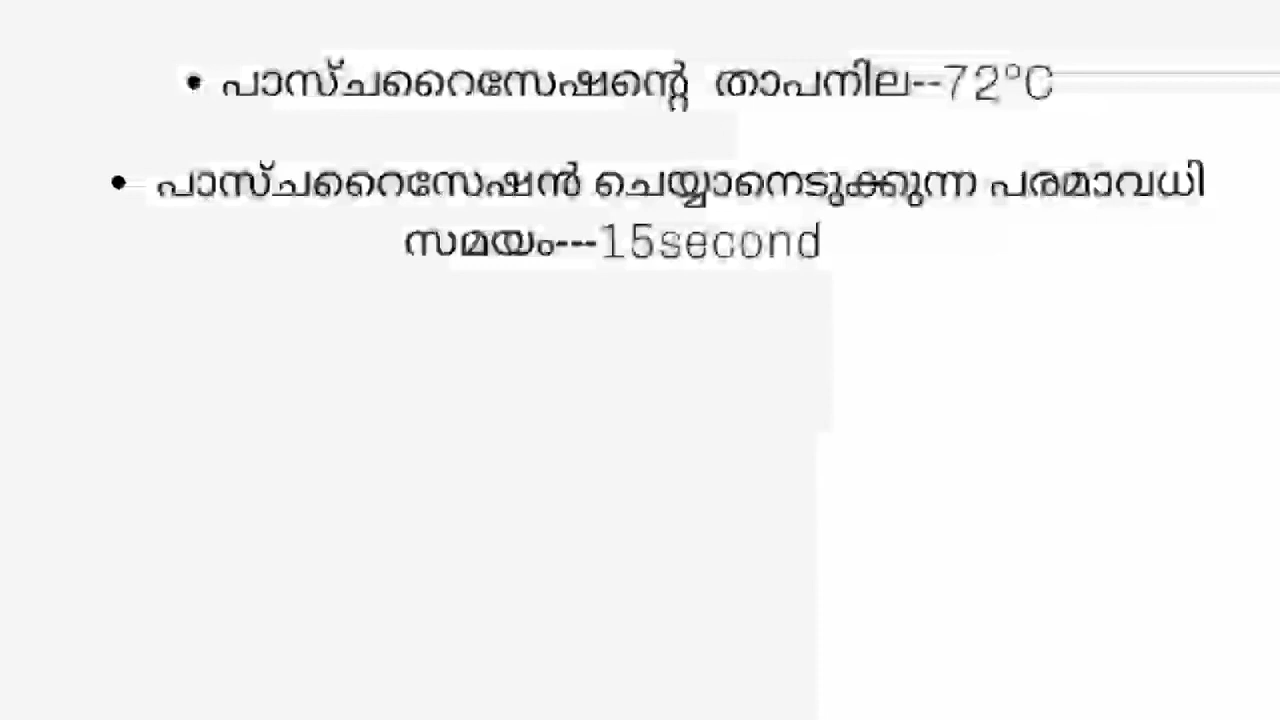 • പാസ്ചറൈസേഷന്റെ താപനില--72°C
• പാസ്ചറൈസേഷൻ ചെയ്യാനെടുക്കുന്ന പരമാവധി
സമയം---15second